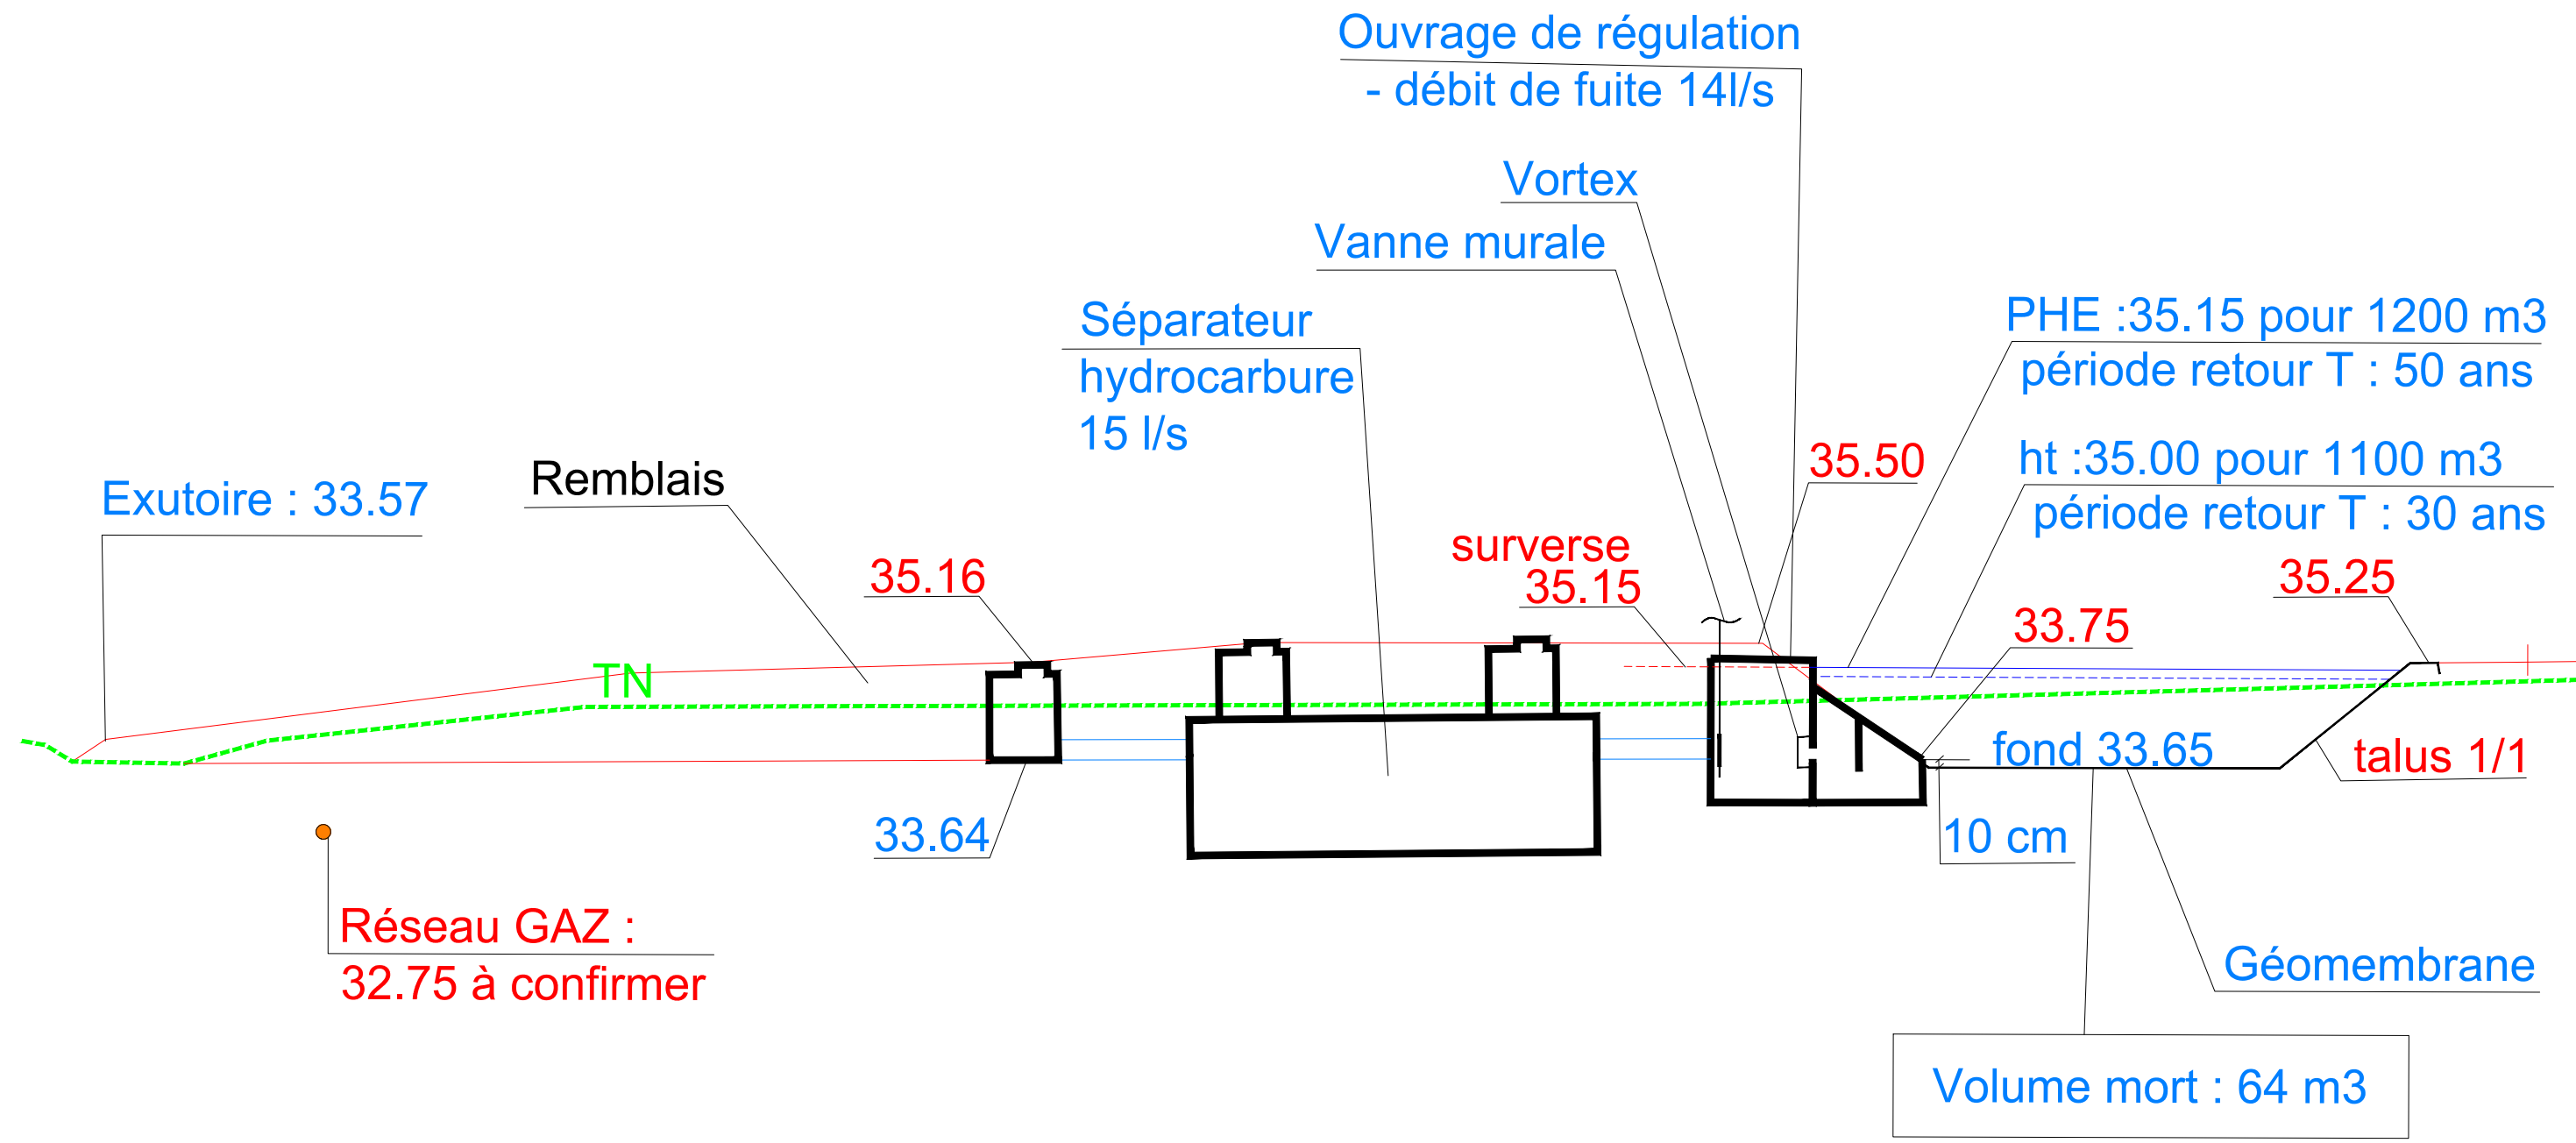 Ouvrage de régulation
- débit de fuite 14l/s
Vortex
Vanne murale
Séparateur
hydrocarbure
15 l/s
PHE :35.15 pour 1200 m3
période retour T : 50 ans
ht :35.00 pour 1100 m3
période retour T : 30 ans
35.50
Exutoire : 33.57
Remblais
35.16
surverse
35.15
35.25
33.75
TN
fond 33.65
talus 1/1
33.64
10 cm
Réseau GAZ :
32.75 à confirmer
Géomembrane
Volume mort : 64 m3